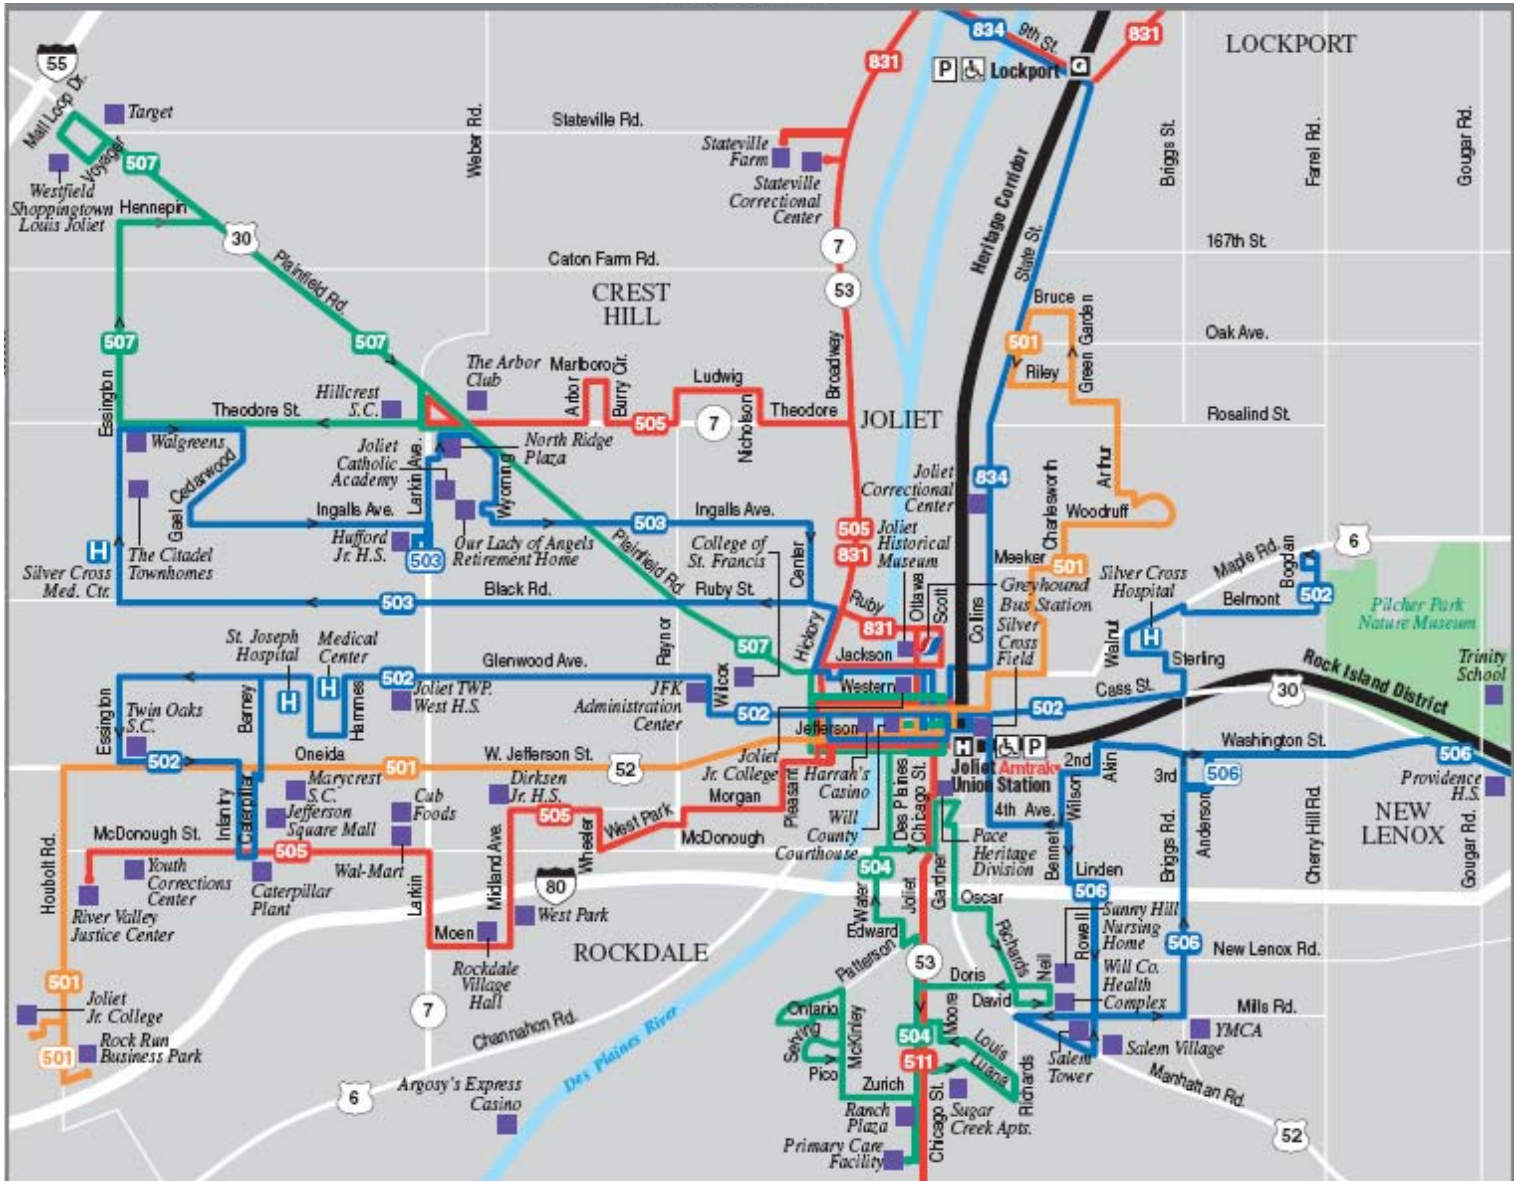 55
Mall Loop Dr.
Voyager
Target
507
Westfield
Shoppingtown
Louis Joliet
Hennepin
30
Plainfield Rd.
507
507
Essington
Weber Rd.
Stateville Rd.
Stateville
Farm
Stateville
Correctional
Center
831
834
9th St.
831
P
Lockport
LOCKPORT
Heritage Corridor
State St.
Briggs St.
Farrel Rd.
Gougar Rd.
167th St.
7
53
Caton Farm Rd.
CREST
HILL
Broadway
Bruce
501
Riley
Green Garden
Oak Ave.
Rosalind St.
Hillcrest
S.C.
The Arbor
Club
Marlboro
Arbor
Burry Cir.
Ludwig
505
7
Nicholson
Theodore
JOLIET
Theodore St.
Walgreens
Cedarwood
Gael
Joliet
Catholic
Academy
Larkin Ave.
North Ridge
Plaza
Wyoming
Ingalls Ave.
503
Ingalls Ave.
Hufford
Jr. H.S.
503
Our Lady of Angels
Retirement Home
The Citadel
Townhomes
H
Silver Cross
Med. Ctr.
503
Black Rd.
Ruby St.
Plainfield Rd.
College of
St. Francis
Center
505
831
Joliet
Historical
Museum
Joliet
Correctional
Center
834
Charlesworth
Arthur
Woodruff
Meeker
501
Greyhound
Bus Station
Silver
Cross
Field
Collins
Ottawa
Scott
Ruby
831
Hickory
Jackson
Western
Jefferson
Silver Cross
Hospital
H
Maple Rd.
Bogdan
6
502
Belmont
Walnut
Sterling
Cass St.
502
30
Rock Island District
Pilcher Park
Nature Museum
Trinity
School
St. Joseph
Hospital
H
Medical
Center
H
Hammes
502
Glenwood Ave.
Raynor
507
Wilcox
JFK
Administration
Center
502
Joliet TWP.
West H.S.
Essington
Twin Oaks
S.C.
Barney
502
Oneida
501
W. Jefferson St.
52
Joliet
Jr. College
Harrah's
Casino
Will
County
Courthouse
H
P
Joliet Amtrak
Union Station
2nd
Akin
Wilson
4th Ave.
Bennett
3rd
506
Anderson
Washington St.
506
Providence
H.S.
NEW
LENOX
Marycrest
S.C.
Jefferson
Square Mall
Infantry
Caterpillar
Cub
Foods
Dirksen
Jr. H.S.
Midland Ave.
505
Wheeler
West Park
Morgan
McDonough
Pleasant
Des Plaines
Chicago St.
Pace
Heritage
Division
McDonough St.
505
Wal-Mart
Houbolt Rd.
Youth
Corrections
Center
Caterpillar
Plant
River Valley
Justice Center
Larkin
80
West Park
Moen
Rockdale
Village
Hall
ROCKDALE
504
Water
Joliet
Gardner
Edward
Patterson
53
Oscar
Richards
Neil
Doris
David
Linden
506
Rowell
Sunny Hill
Nursing
Home
Will Co.
Health
Complex
506
Briggs Rd.
Cherry Hill Rd.
Gougar Rd.
New Lenox Rd.
Mills Rd.
YMCA
Salem
Tower
Salem Village
Manhattan Rd.
52
501
Joliet
Jr. College
501
Rock Run
Business Park
7
Channahon Rd.
6
Argosy's Express
Casino
Des Plaines River
Ontario
Sehring
Pico
McKinley
Zurich
504
511
Moore
Louis
Luana
Richards
Ranch
Plaza
Primary Care
Facility
Chicago St.
Sugar
Creek Apts.